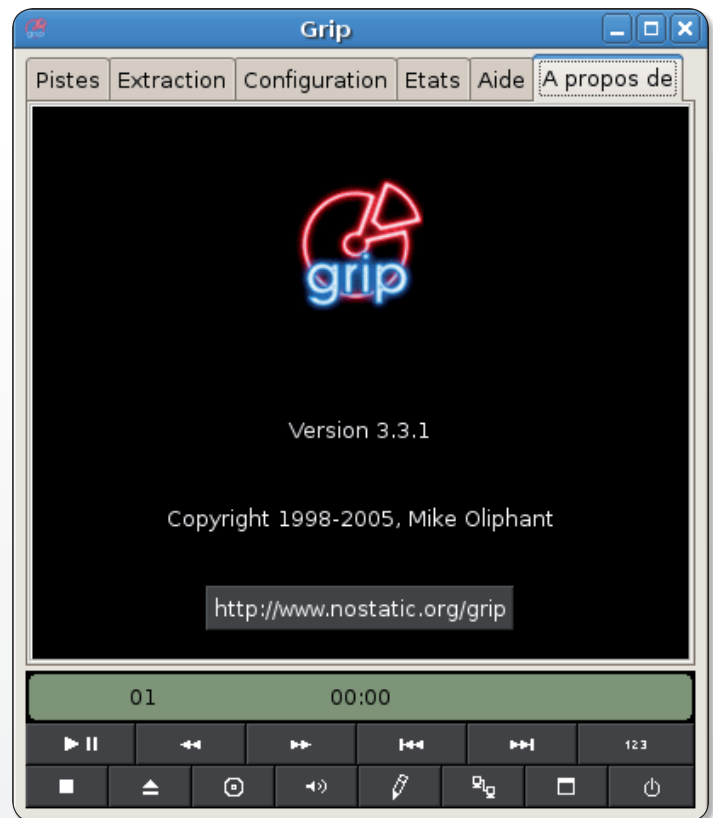 grip
Grip
Pistes Extraction Configuration Etats Aide A propos de
grip
Version 3.3.1
Copyright 1998-2005, Mike Oliphant
http://www.nostatic.org/grip
01 00:00
123